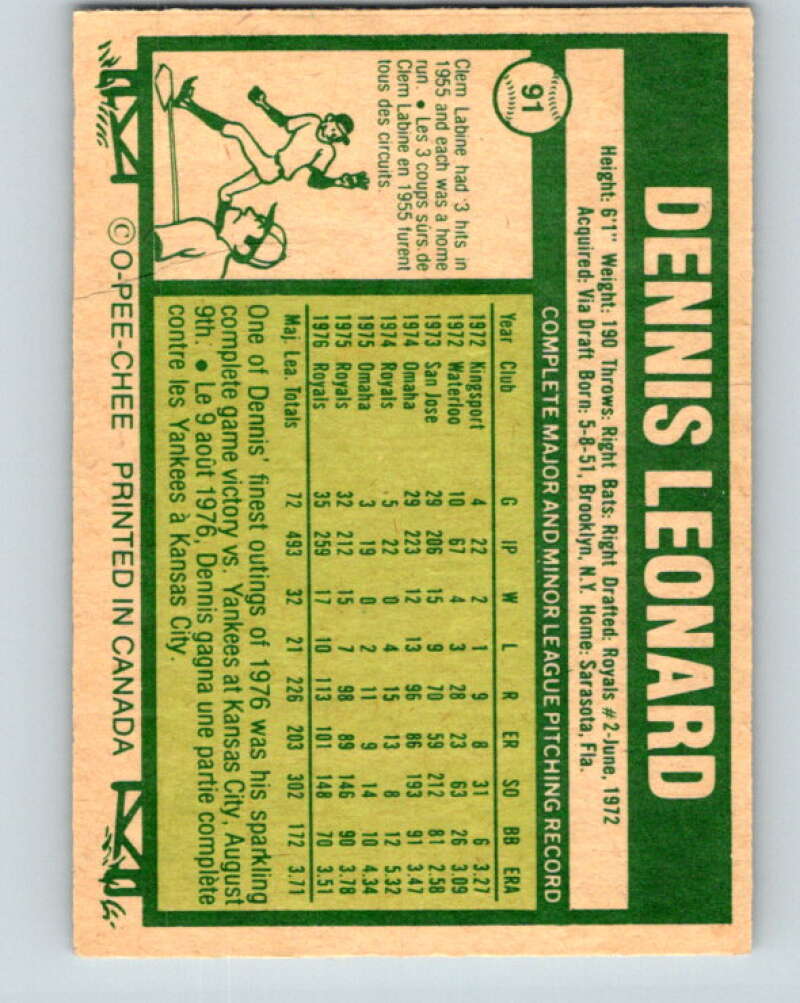 DENNIS LEONARD
91
Height: 6'1" Weight: 190 Throws: Right Bats: Right Drafted: Royals #2-June, 1972
Acquired: Via Draft Born: 5-8-51, Brooklyn, N.Y. Home: Sarasota, Fla.
COMPLETE MAJOR AND MINOR LEAGUE PITCHING RECORD
Year Club G IP W L R ER SO BB ERA
1972 Kingsport 4 22 2 1 9 8 31 6 3.27
1972 Waterloo 10 67 4 3 28 23 63 26 3.09
1973 San Jose 29 206 15 9 70 59 212 81 2.58
1974 Omaha 29 223 12 13 96 86 193 91 3.47
1974 Royals 5 22 0 4 15 13 8 12 5.32
1975 Omaha 3 19 0 2 11 9 14 10 4.34
1975 Royals 32 212 15 7 98 89 146 90 3.78
1976 Royals 35 259 17 10 113 101 148 70 3.51
Maj. Lea. Totals 72 493 32 21 226 203 302 172 3.71
One of Dennis' finest outings of 1976 was his sparkling
complete game victory vs. Yankees at Kansas City, August
9th. • Le 9 août 1976, Dennis gagna une partie complete
contre les Yankees à Kansas City.
Clem Labine had 3 hits in
1955 and each was a home
run. • Les 3 coups sûrs de
Clem Labine en 1955 furent
tous des circuits.
© O-PEE-CHEE PRINTED IN CANADA